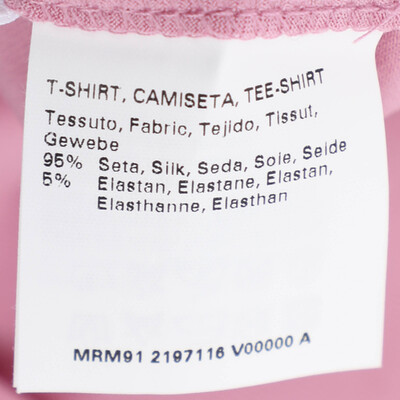 T-SHIRT, CAMISETA, TEE-SHIRT
Tessuto, Fabric, Tejido, Tissut,
Gewebe
95% Seta, Silk, Seda, Soie, Seide
5% Elastan, Elastane, Elastan,
Elasthanne, Elasthan
MRM91 2197116 V00000 A